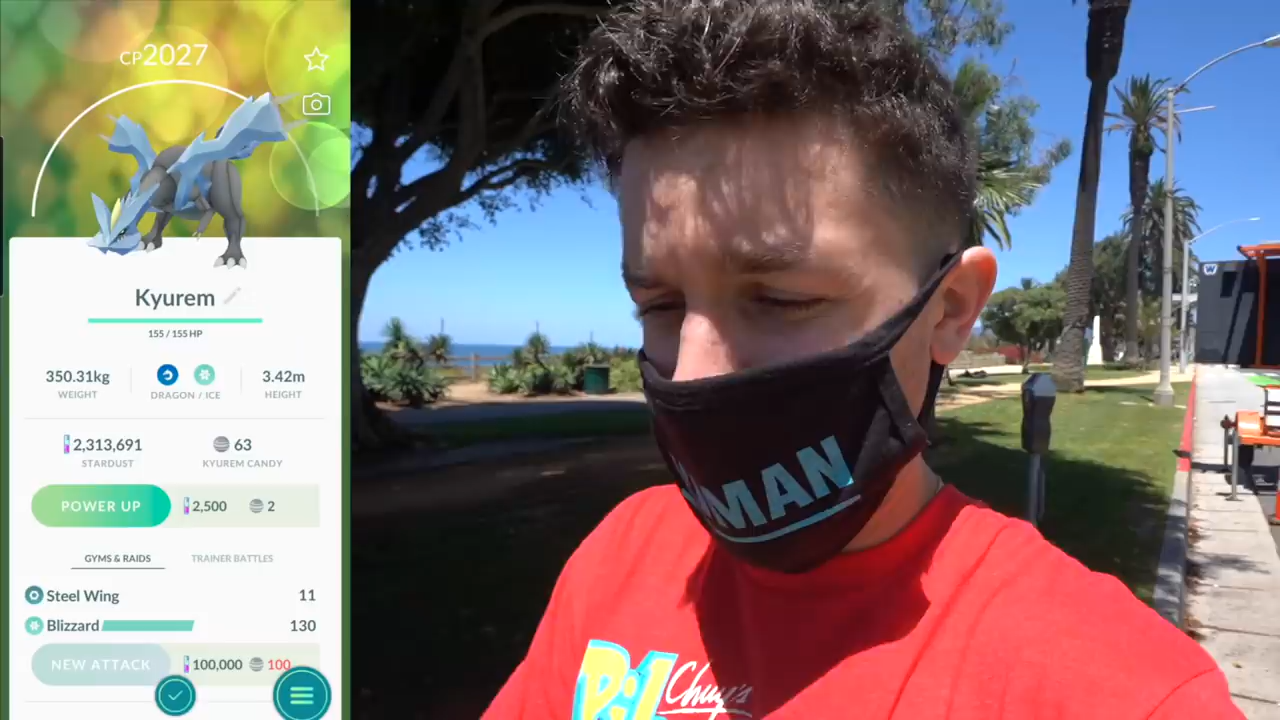 CP2027
Kyurem
155 / 155 HP
350.31kg
WEIGHT
DRAGON / ICE
3.42m
HEIGHT
2,313,691
STARDUST
63
KYUREM CANDY
POWER UP
2,500
2
GYMS & RAIDS
TRAINER BATTLES
Steel Wing
11
Blizzard
130
NEW ATTACK
100,000
100
MAN
Chuy's
W